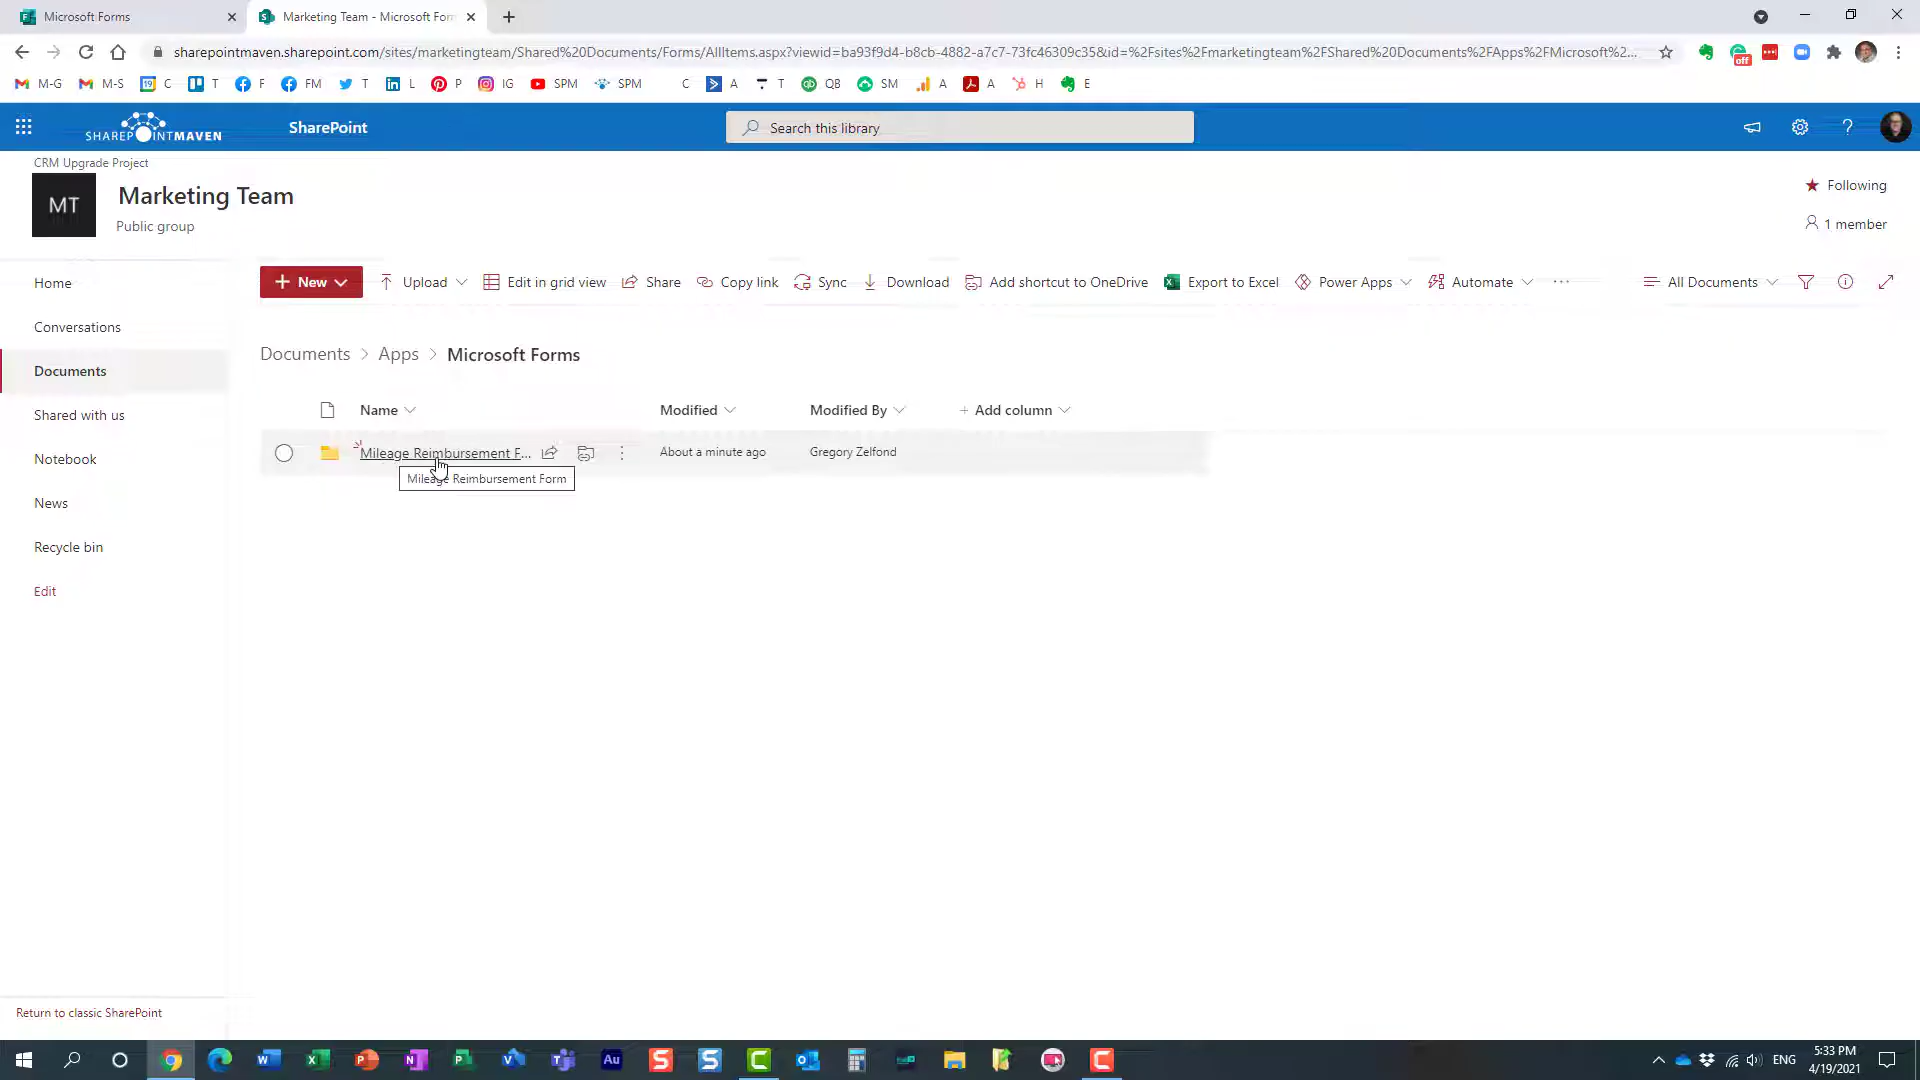 Microsoft Forms
Marketing Team - Microsoft For
sharepointmaven.sharepoint.com/sites/marketingteam/Shared%20Documents/Forms/AllItems.aspx?viewid=ba93f9d4-b8cb-4882-a7c7-73fc46309c35&id=%2Fsites%2Fmarketingteam%2FShared%20Documents%2FApps%2FMicrosoft%2...
off
M-G M-S 19 C T F FM T L P IG SPM SPM C A T QB SM A A H E
SHAREPOINTMAVEN SharePoint Search this library ?
CRM Upgrade Project
MT Marketing Team
Public group
Following
1 member
Home
Conversations
Documents
Shared with us
Notebook
News
Recycle bin
Edit
Return to classic SharePoint
+ New Upload Edit in grid view Share Copy link Sync Download Add shortcut to OneDrive Export to Excel Power Apps Automate ... All Documents
Documents > Apps > Microsoft Forms
Name Modified Modified By + Add column
Mileage Reimbursement F... About a minute ago Gregory Zelfond
Mileage Reimbursement Form
ENG 5:33 PM
4/19/2021